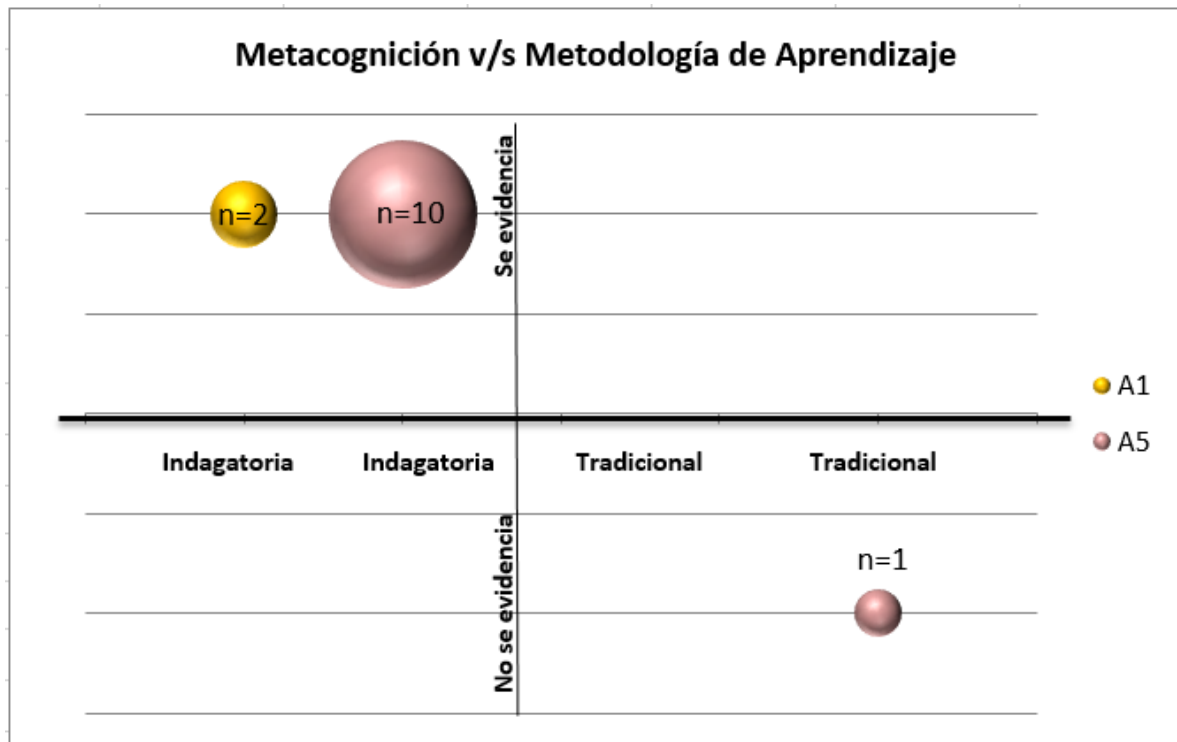 Metacognición v/s Metodología de Aprendizaje
Se evidencia
n=2
n=10
A1
A5
Indagatoria
Indagatoria
Tradicional
Tradicional
No se evidencia
n=1